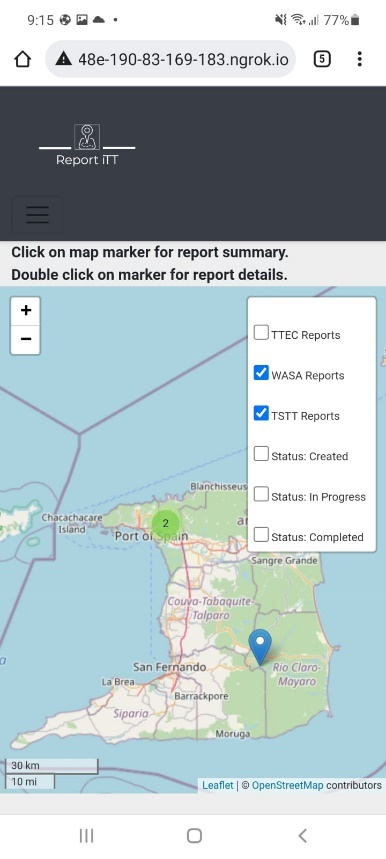 9:15
77%
48e-190-83-169-183.ngrok.io
5
Report iTT
Click on map marker for report summary.
Double click on marker for report details.
+
−
TTEC Reports
WASA Reports
TSTT Reports
Status: Created
Status: In Progress
Status: Completed
Blanchisseus
Chacachacare
Island
2
Port of Spain
Sangre Grande
Couva-Tabaquite-
Talparo
San Fernando
Rio Claro-
Mayaro
La Brea
Barrackpore
Siparia
Moruga
30 km
10 mi
Leaflet | © OpenStreetMap contributors